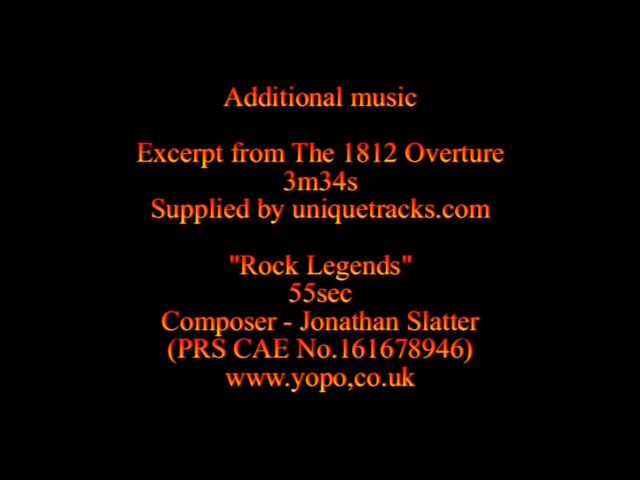 Additional music
Excerpt from The 1812 Overture
3m34s
Supplied by uniquetracks.com
"Rock Legends"
55sec
Composer - Jonathan Slatter
(PRS CAE No.161678946)
www.yopo,co.uk